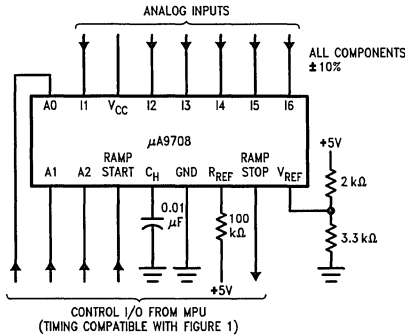 ANALOG INPUTS
ALL COMPONENTS
±10%
A0 I1 VCC I2 I3 I4 I5 I6
µA9708
+5V
RAMP RAMP
A1 A2 START CH GND RREF STOP VREF
2 kΩ
0.01
µF
100
kΩ
3.3 kΩ
+5V
CONTROL I/O FROM MPU
(TIMING COMPATIBLE WITH FIGURE 1)